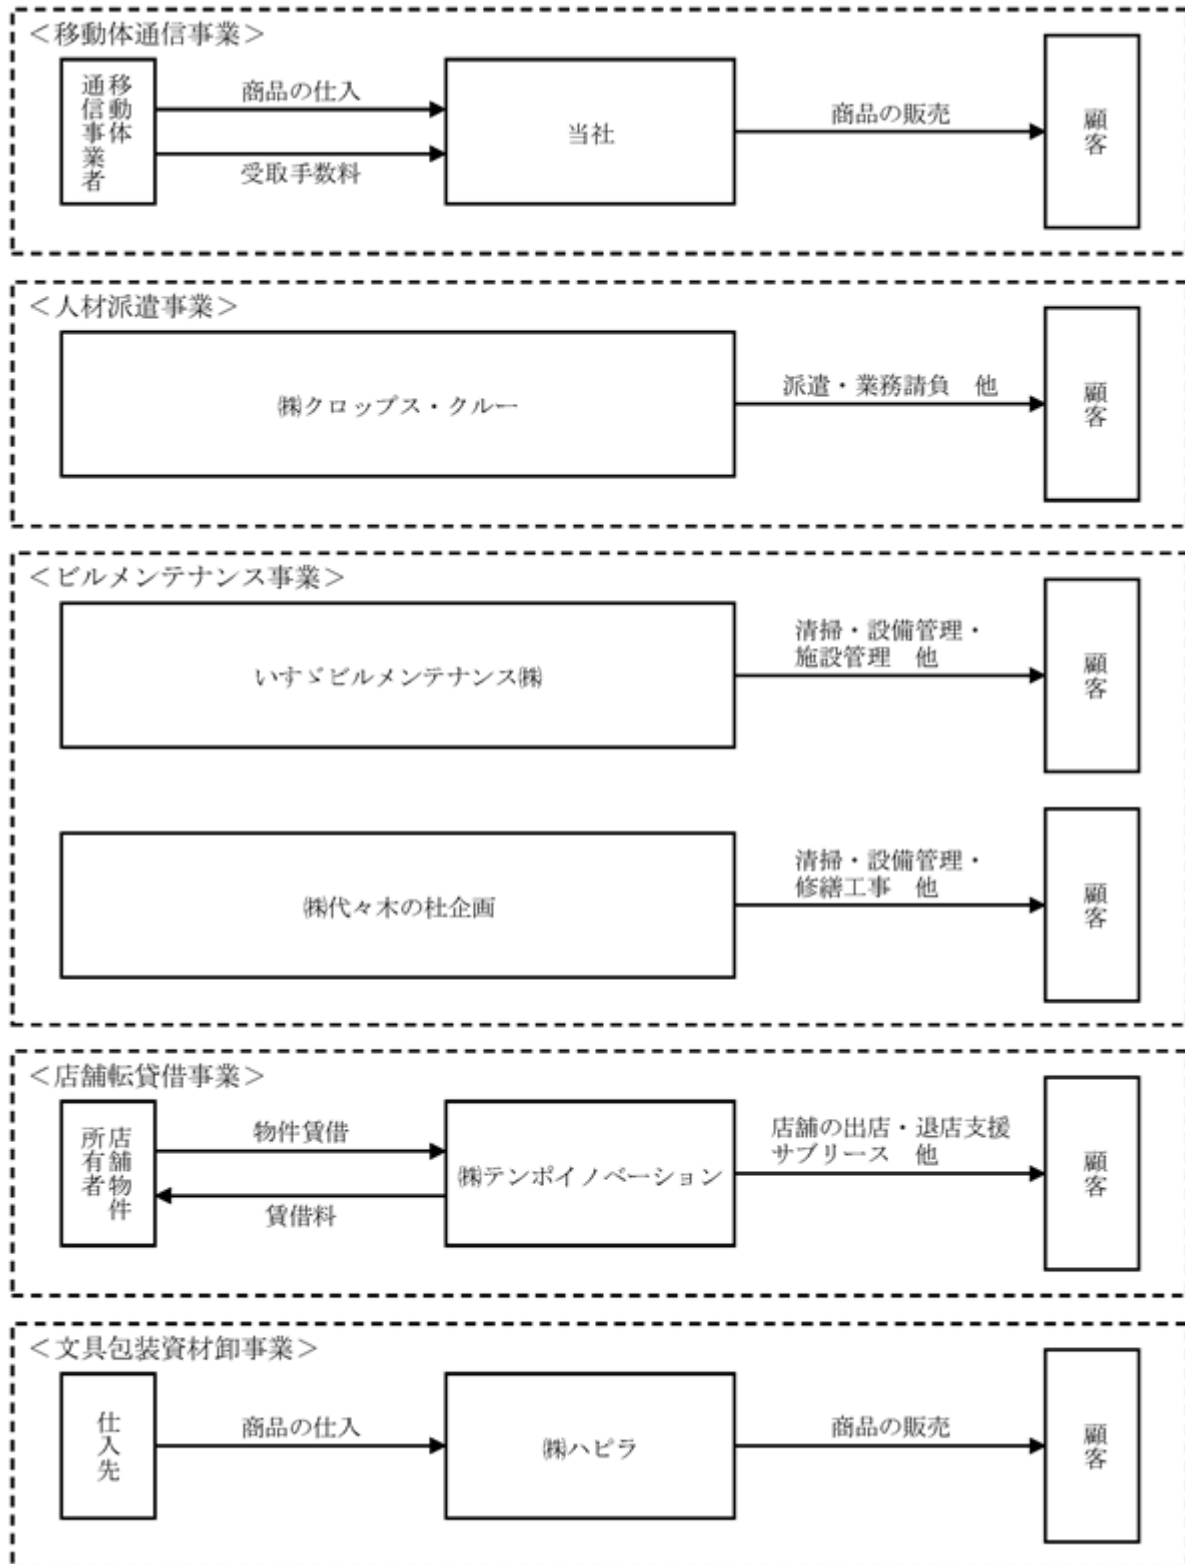 ＜移動体通信事業＞
移動体
通信事業者
商品の仕入
受取手数料
当社
商品の販売
顧客
＜人材派遣事業＞
㈱クロップス・クルー
派遣・業務請負　他
顧客
＜ビルメンテナンス事業＞
いすゞビルメンテナンス㈱
清掃・設備管理・
施設管理　他
顧客
㈱代々木の杜企画
清掃・設備管理・
修繕工事　他
顧客
＜店舗転貸借事業＞
店舗物件
所有者
物件賃借
賃借料
㈱テンポイノベーション
店舗の出店・退店支援
サブリース　他
顧客
＜文具包装資材卸事業＞
仕入先
商品の仕入
㈱ハピラ
商品の販売
顧客